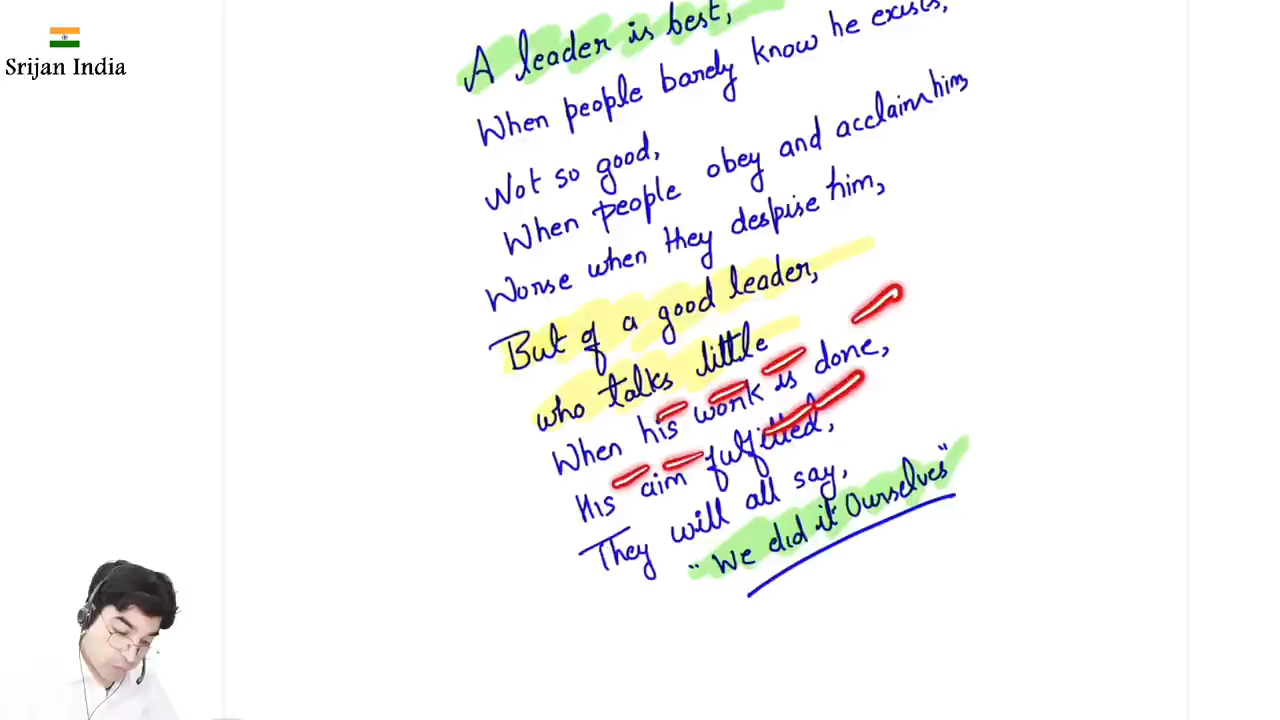 Srijan India
A leader is best,
When people barely know he exists,
Not so good,
When people obey and acclaim him,
Worse when they despise him,
But of a good leader,
who talks little
When his work is done,
His aim fulfilled,
They will all say,
"We did it Ourselves"